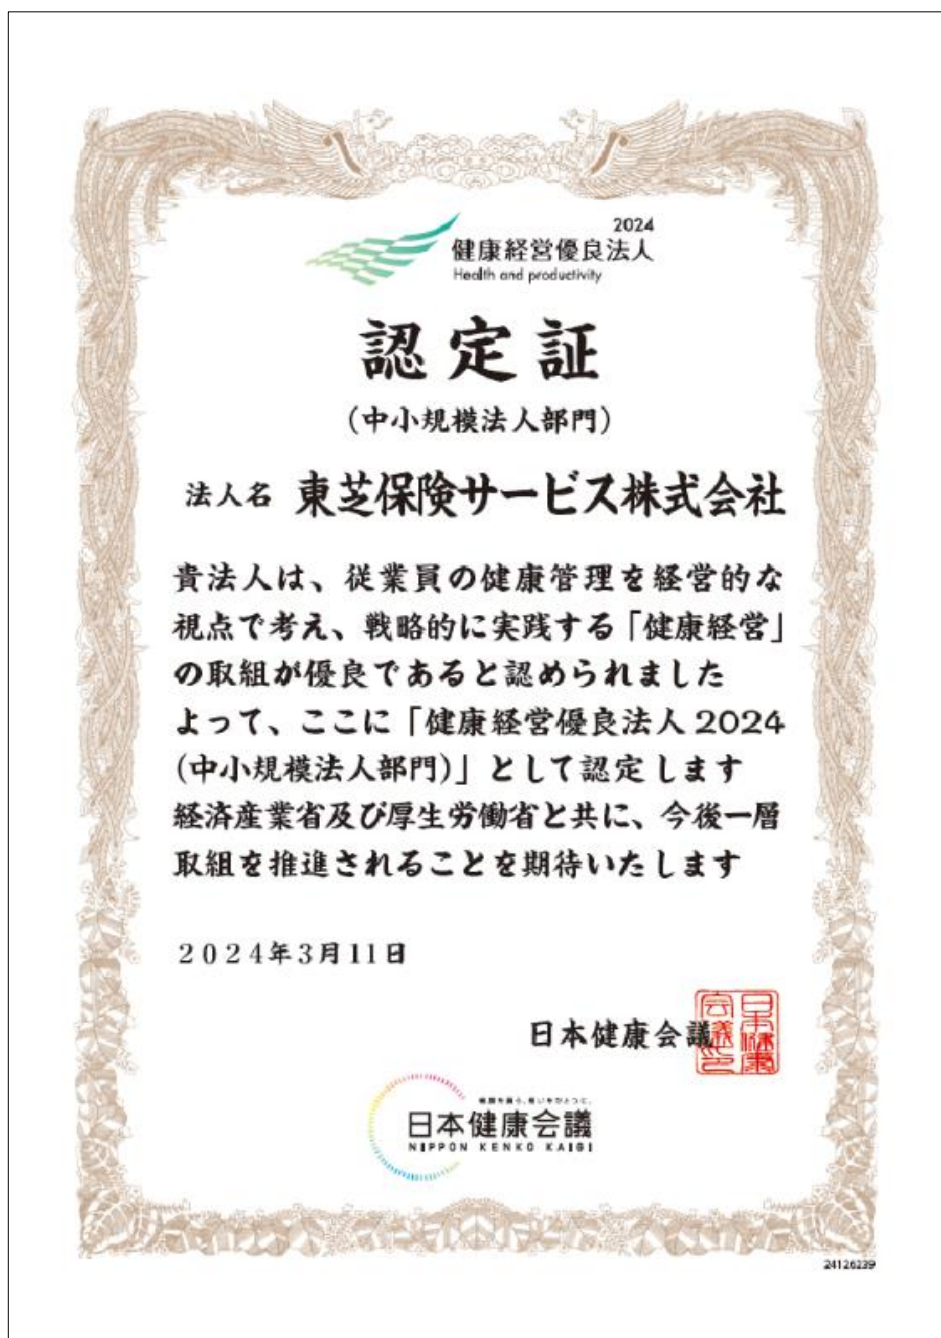 2024
健康経営優良法人
Health and productivity
認定証
(中小規模法人部門)
法人名 東芝保険サービス株式会社
貴法人は、従業員の健康管理を経営的な
視点で考え、戦略的に実践する「健康経営」
の取組が優良であると認められました
よって、ここに「健康経営優良法人2024
(中小規模法人部門)」として認定します
経済産業省及び厚生労働省と共に、今後一層
取組を推進されることを期待いたします
2024年3月11日
日本健康会議
日本健康会議印
日本健康会議
NIPPON KENKO KAIGI
24126239